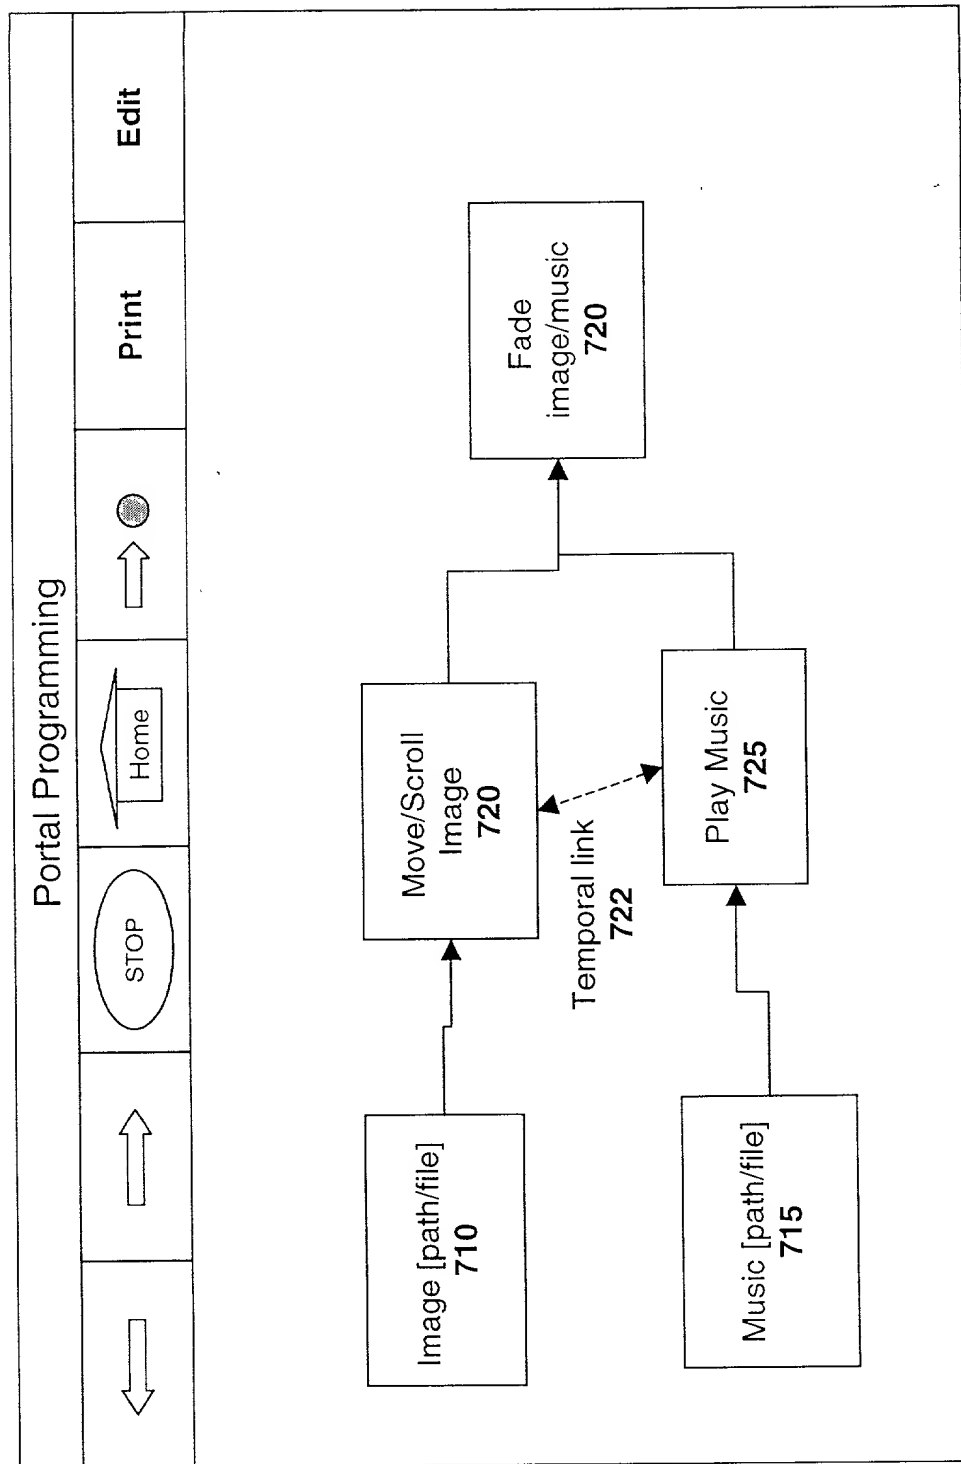 Portal Programming
STOP
Home
Print
Edit
Image [path/file]
710
Move/Scroll
Image
720
Fade
image/music
720
Temporal link
722
Music [path/file]
715
Play Music
725